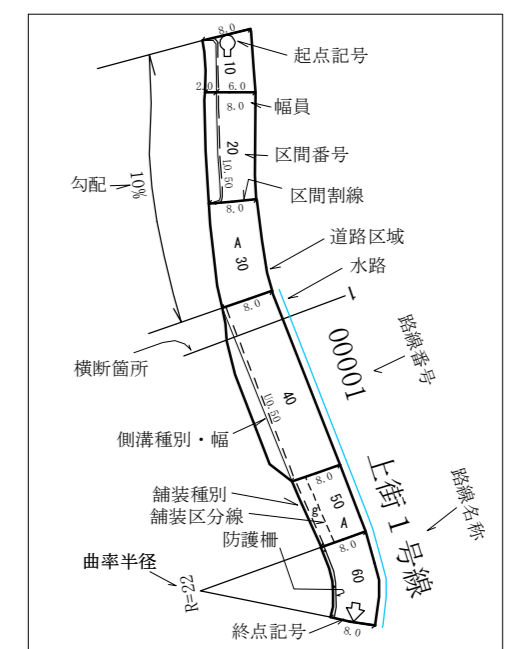 8.0
起点記号
10
2.0
6.0
8.0
幅員
20
区間番号
L0.50
勾配
10%
区間割線
8.0
道路区域
A
30
水路
8.0
1
路線番号
00001
横断箇所
40
U0.50
側溝種別・幅
8.0
上街1号線
路線名称
舗装種別
50
g
A
舗装区分線
防護柵
8.0
曲率半径
60
R=22
終点記号
8.0